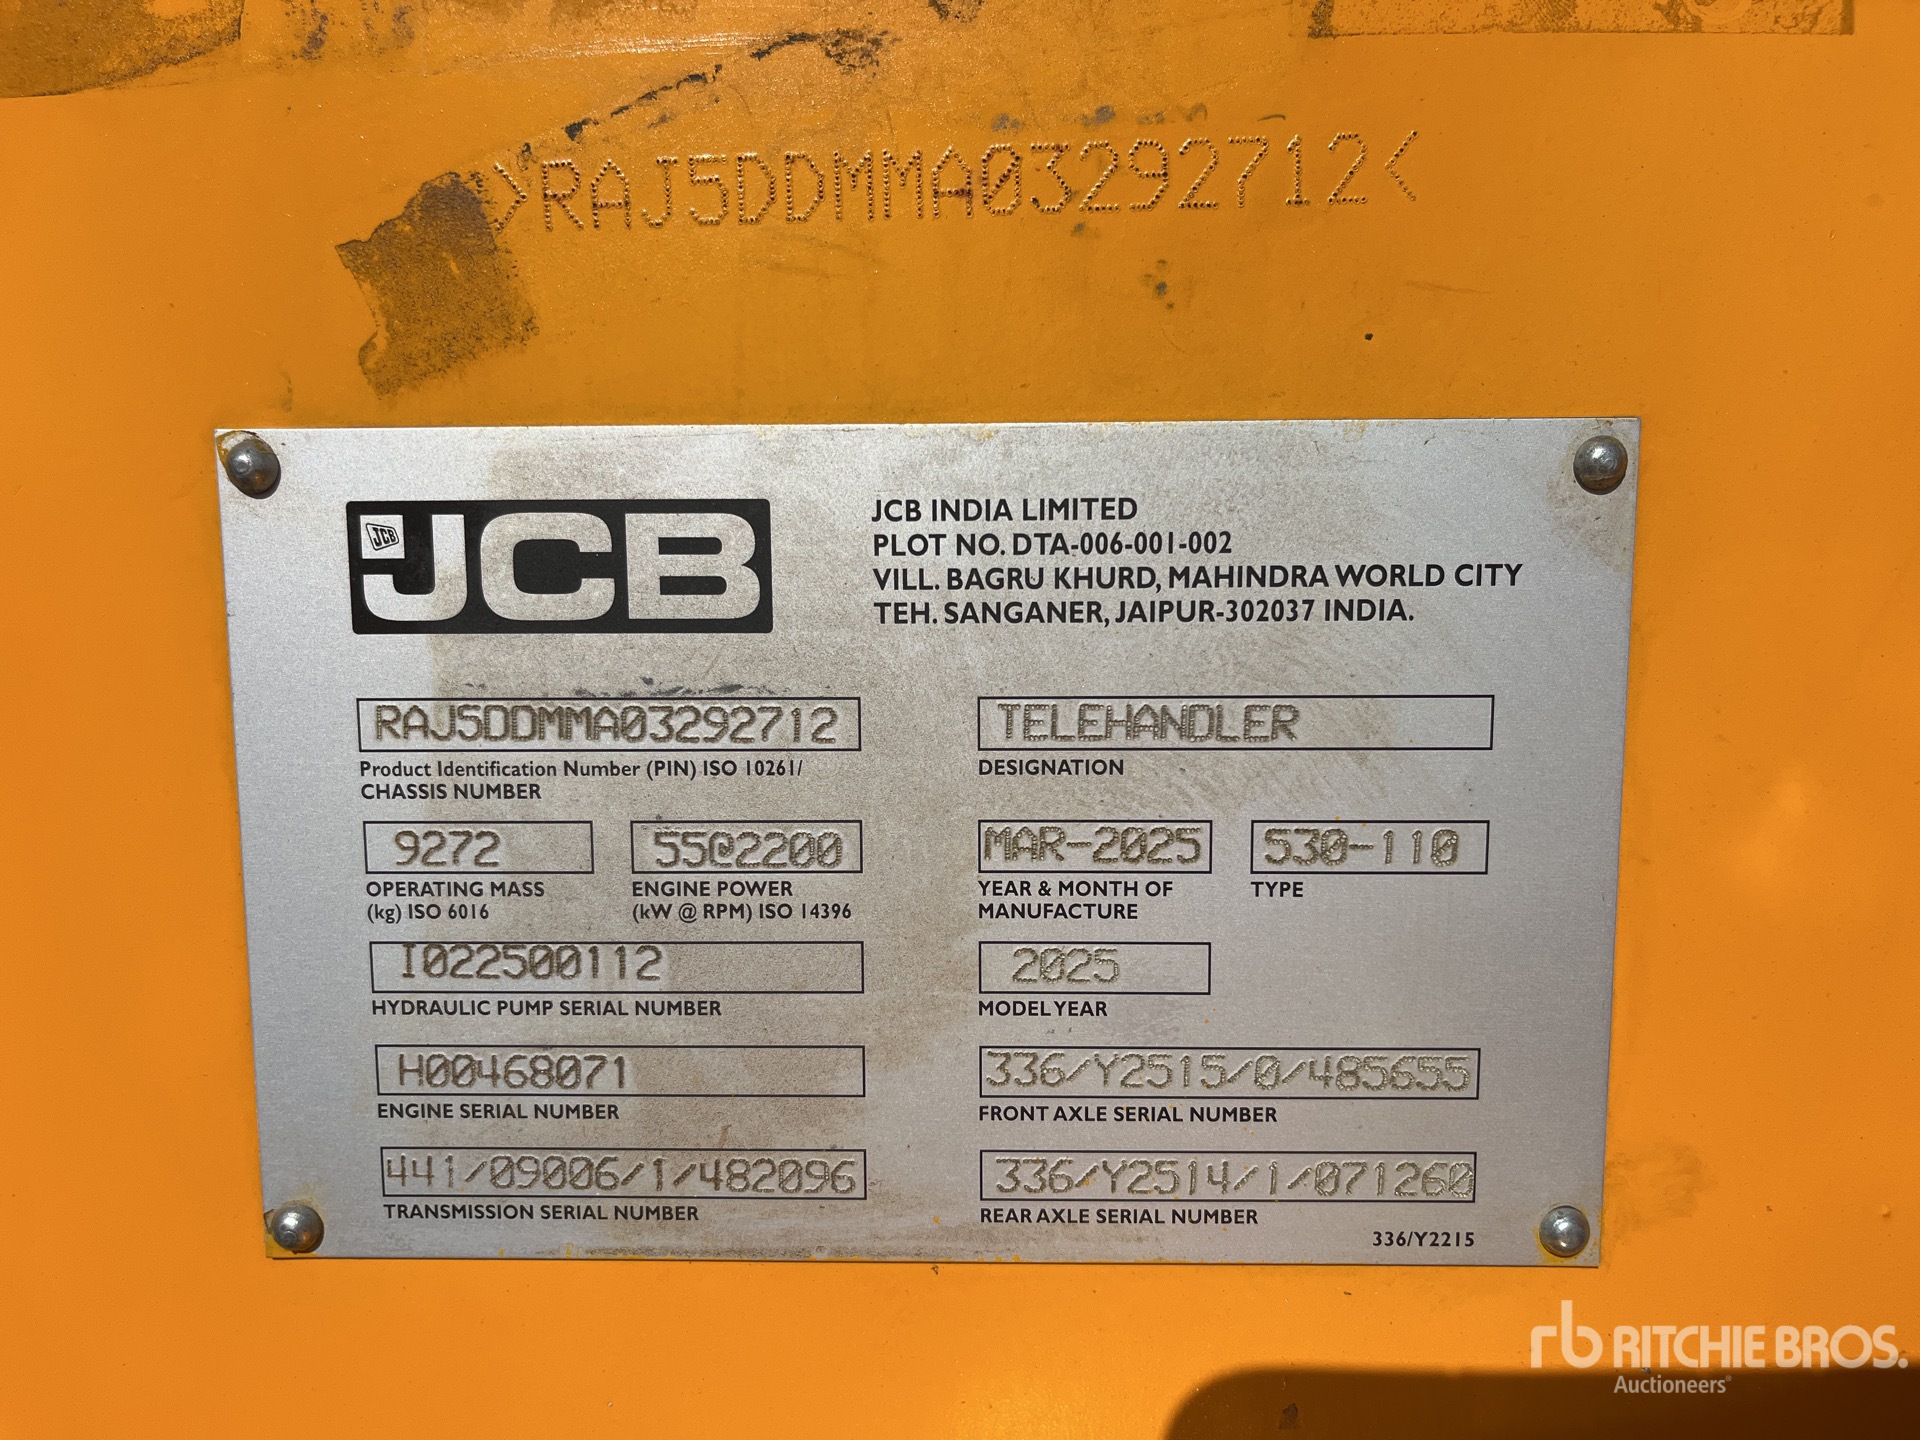 >RAJ5DDMMA03292712<
JCB
JCB
JCB INDIA LIMITED
PLOT NO. DTA-006-001-002
VILL. BAGRU KHURD, MAHINDRA WORLD CITY
TEH. SANGANER, JAIPUR-302037 INDIA.
RAJ5DDMMA03292712
Product Identification Number (PIN) ISO 10261/
CHASSIS NUMBER
TELEHANDLER
DESIGNATION
9272
OPERATING MASS
(kg) ISO 6016
55@2200
ENGINE POWER
(kW @ RPM) ISO 14396
MAR-2025
YEAR & MONTH OF
MANUFACTURE
530-110
TYPE
I022500112
HYDRAULIC PUMP SERIAL NUMBER
2025
MODEL YEAR
H00468071
ENGINE SERIAL NUMBER
336/Y2515/0/485655
FRONT AXLE SERIAL NUMBER
441/09006/1/482096
TRANSMISSION SERIAL NUMBER
336/Y2514/1/071260
REAR AXLE SERIAL NUMBER
336/Y2215
rb RITCHIE BROS.
Auctioneers